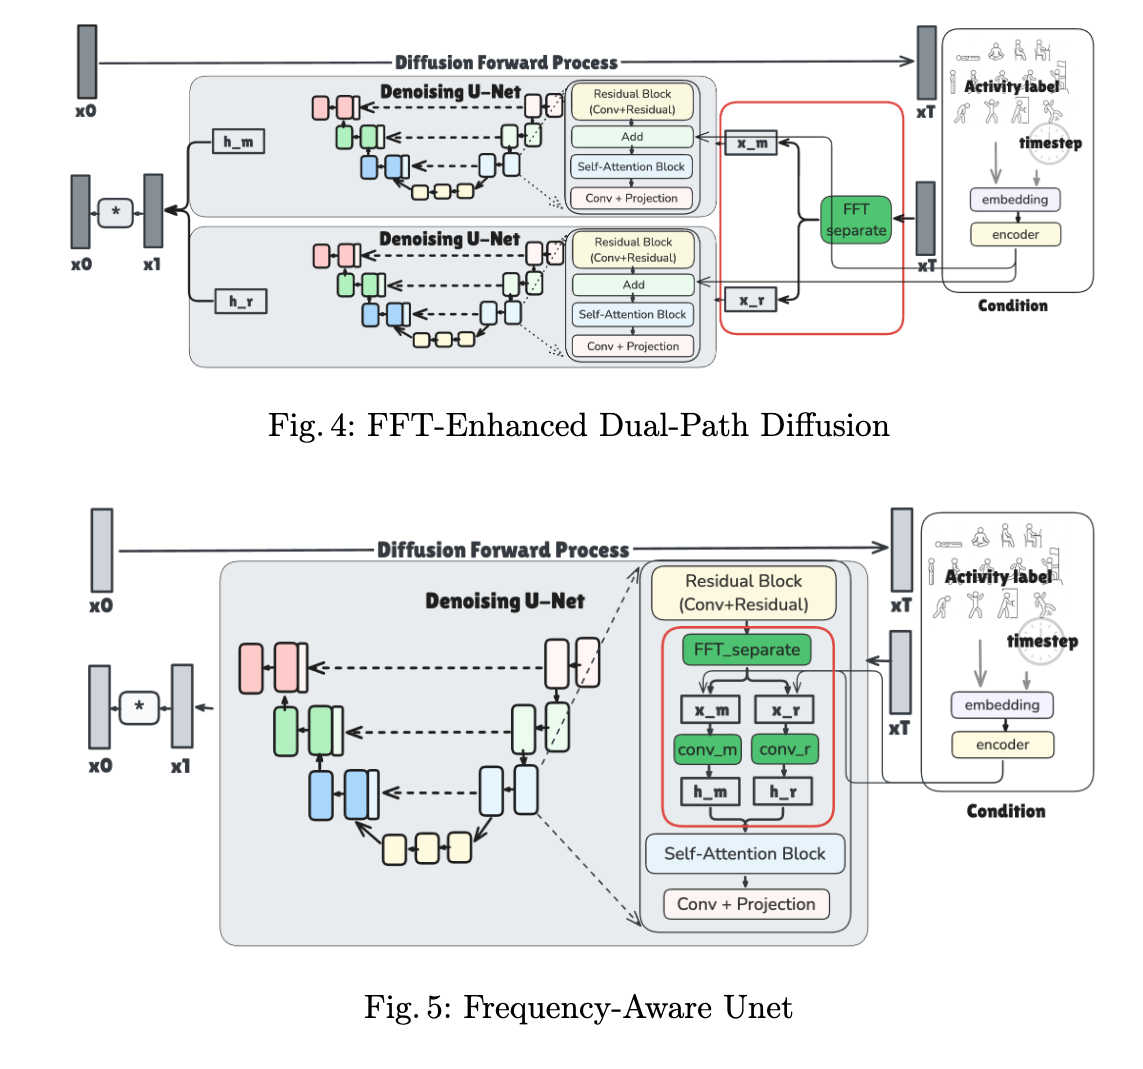 Diffusion Forward Process
x0
xT
Activity label
timestep
embedding
encoder
Condition
Denoising U-Net
Residual Block
(Conv+Residual)
Add
Self-Attention Block
Conv + Projection
h_m
x_m
FFT
separate
xT
x0
*
x1
Denoising U-Net
Residual Block
(Conv+Residual)
Add
Self-Attention Block
Conv + Projection
h_r
x_r
Fig. 4: FFT-Enhanced Dual-Path Diffusion
Diffusion Forward Process
x0
xT
Activity label
timestep
embedding
encoder
Condition
Denoising U-Net
Residual Block
(Conv+Residual)
FFT_separate
x_m
x_r
conv_m
conv_r
h_m
h_r
Self-Attention Block
Conv + Projection
xT
x0
*
x1
Fig. 5: Frequency-Aware Unet